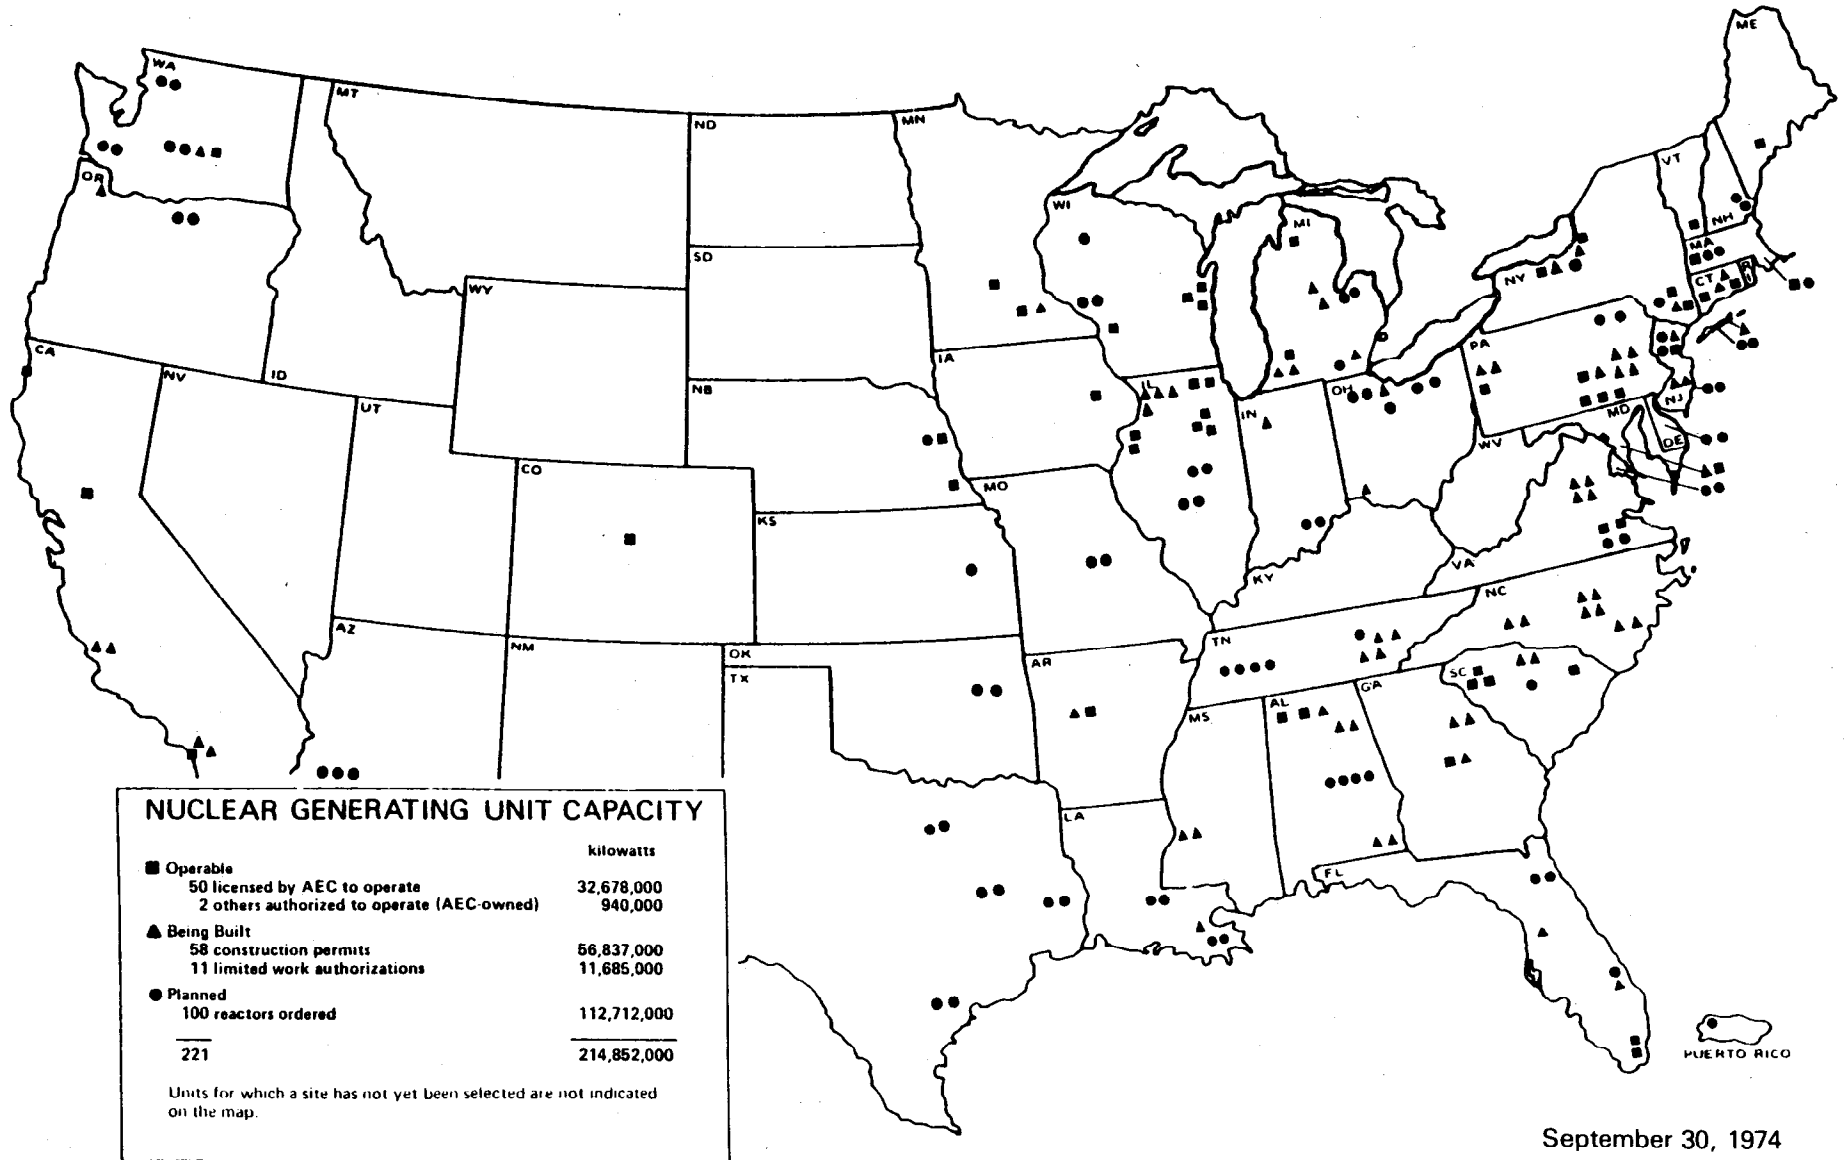 ME
WA
MT
ND
MN
VT
OR
WI
MI
NH
MA
SD
NY
CT
RI
WY
CA
NV
ID
IA
PA
UT
NB
IL
OH
IN
NJ
MD
WV
DE
CO
MO
KS
KY
VA
NC
AZ
NM
OK
TX
AR
TN
SC
GA
AL
MS
LA
FL
NUCLEAR GENERATING UNIT CAPACITY
kilowatts
Operable
50 licensed by AEC to operate 32,678,000
2 others authorized to operate (AEC-owned) 940,000
Being Built
58 construction permits 56,837,000
11 limited work authorizations 11,685,000
Planned
100 reactors ordered 112,712,000
221 214,852,000
Units for which a site has not yet been selected are not indicated
on the map.
PUERTO RICO
September 30, 1974